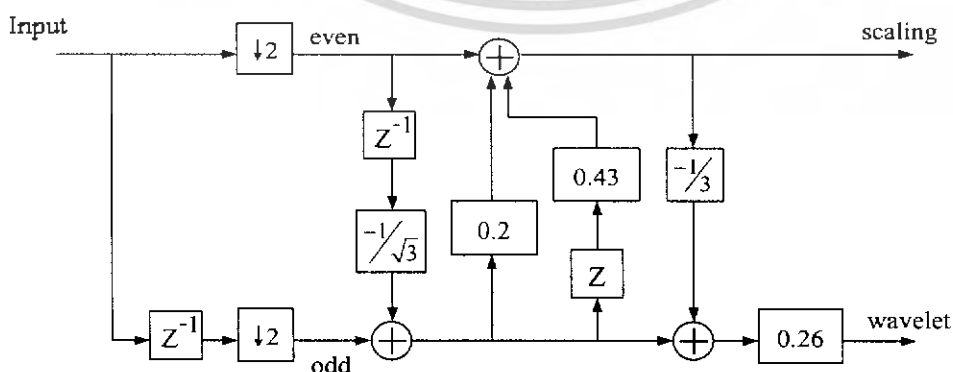 Input
↓2
even
+
scaling
Z⁻¹
0.43
-1/3
-1/√3
0.2
Z
Z⁻¹
↓2
odd
+
+
0.26
wavelet